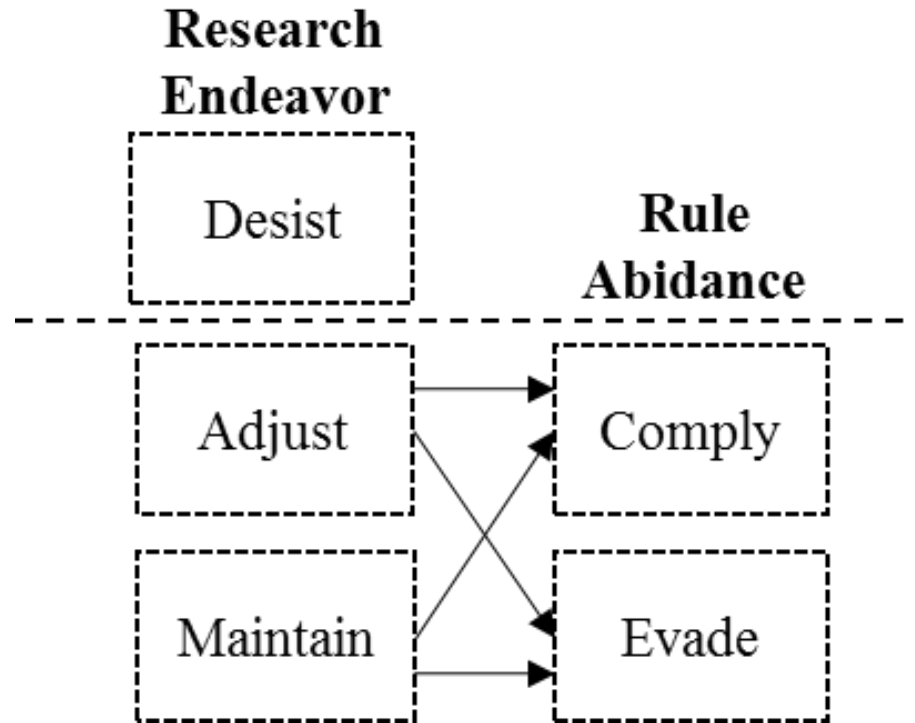 Research
Endeavor
Desist
Rule
Abidance
Adjust
Comply
Maintain
Evade